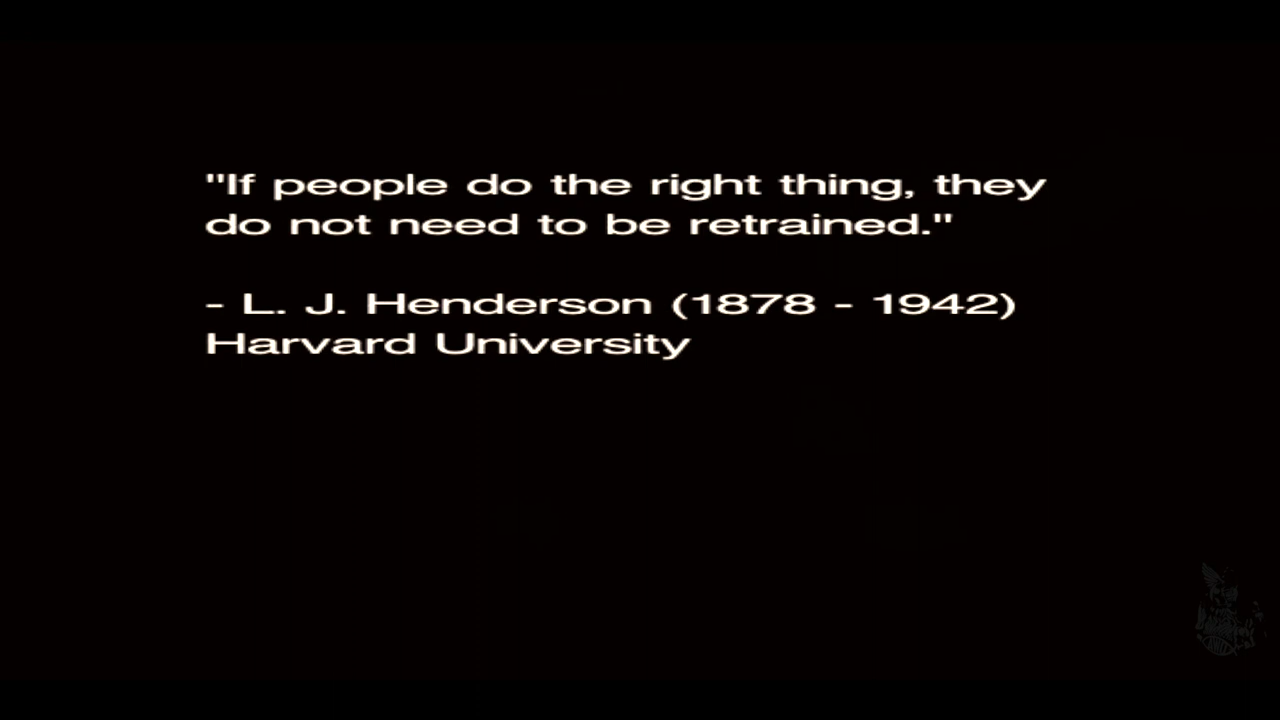 "If people do the right thing, they
do not need to be retrained."
- L. J. Henderson (1878 - 1942)
Harvard University